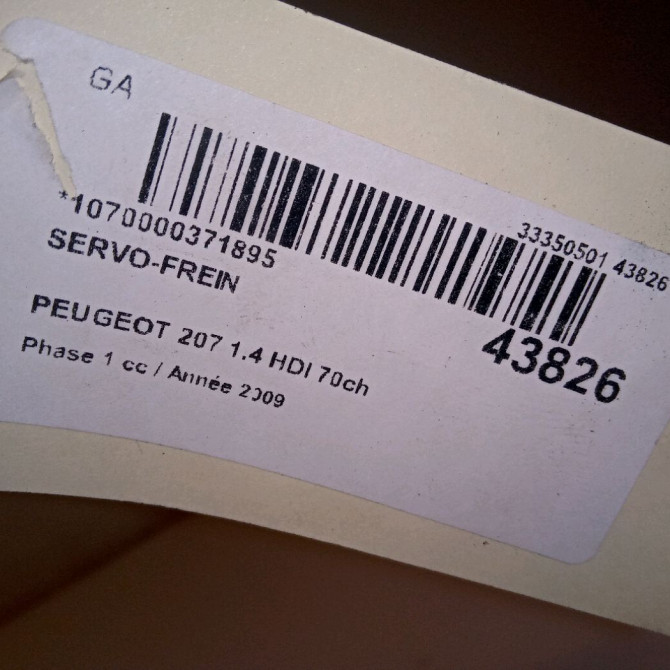 GA
*1070000371895
33350501 43826
SERVO-FREIN
43826
PEUGEOT 207 1.4 HDI 70ch
Phase 1 cc / Année 2009